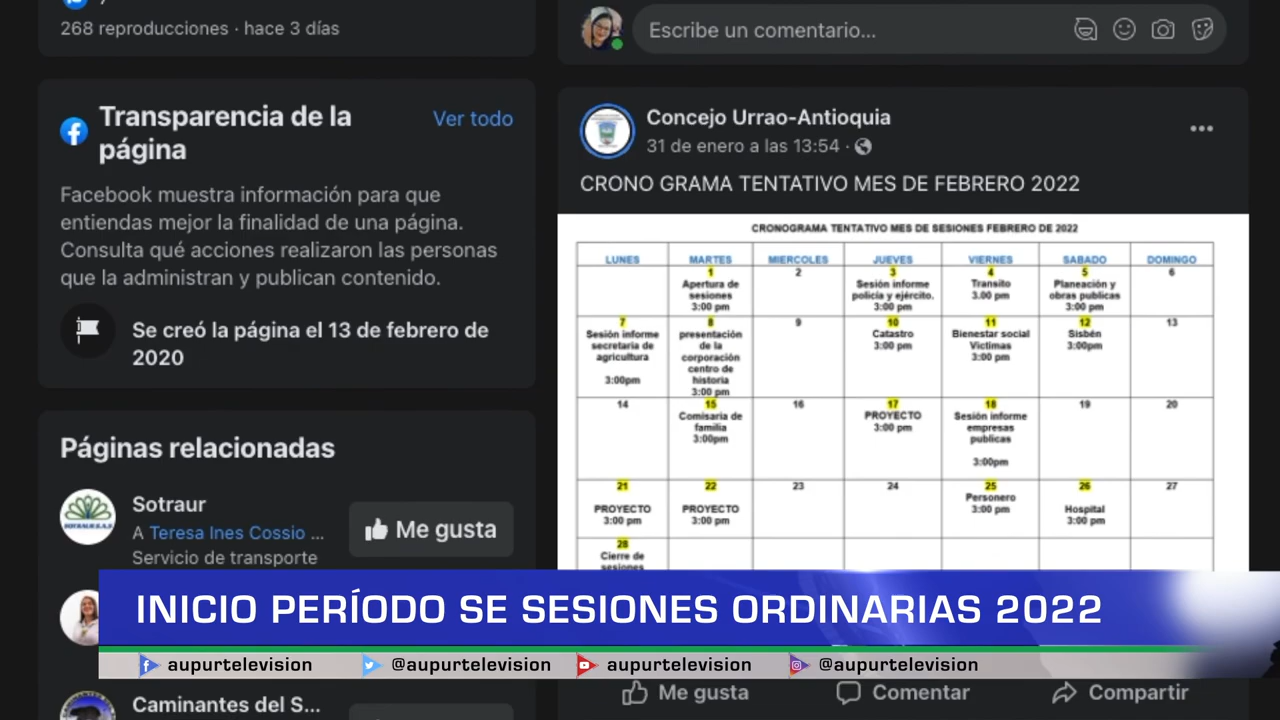 268 reproducciones · hace 3 días
Transparencia de la
página
Ver todo
Facebook muestra información para que
entiendas mejor la finalidad de una página.
Consulta qué acciones realizaron las personas
que la administran y publican contenido.
Se creó la página el 13 de febrero de
2020
Páginas relacionadas
Sotraur
A Teresa Ines Cossio ...
Servicio de transporte
Me gusta
Caminantes del S...
Escribe un comentario...
Concejo Urrao-Antioquia
31 de enero a las 13:54 ·
CRONO GRAMA TENTATIVO MES DE FEBRERO 2022
CRONOGRAMA TENTATIVO MES DE SESIONES FEBRERO DE 2022
LUNES MARTES MIERCOLES JUEVES VIERNES SABADO DOMINGO
1
Apertura de
sesiones
3:00 pm
2
3
Sesión informe
policía y ejército.
3:00 pm
4
Transito
3.00 pm
5
Planeación y
obras publicas
3:00 pm
6
7
Sesión informe
secretaria de
agricultura
3:00pm
8
presentación
de la
corporación
centro de
historia
3:00 pm
9
10
Catastro
3:00 pm
11
Bienestar social
Victimas
3:00 pm
12
Sisbén
3:00pm
13
14
15
Comisaria de
familia
3:00pm
16
17
PROYECTO
3:00 pm
18
Sesión informe
empresas
publicas
3:00pm
19
20
21
PROYECTO
3:00 pm
22
PROYECTO
3:00 pm
23
24
25
Personero
3:00 pm
26
Hospital
3:00 pm
27
28
Cierre de
sesiones
INICIO PERÍODO SE SESIONES ORDINARIAS 2022
aupurtelevision @aupurtelevision aupurtelevision @aupurtelevision
Me gusta Comentar Compartir